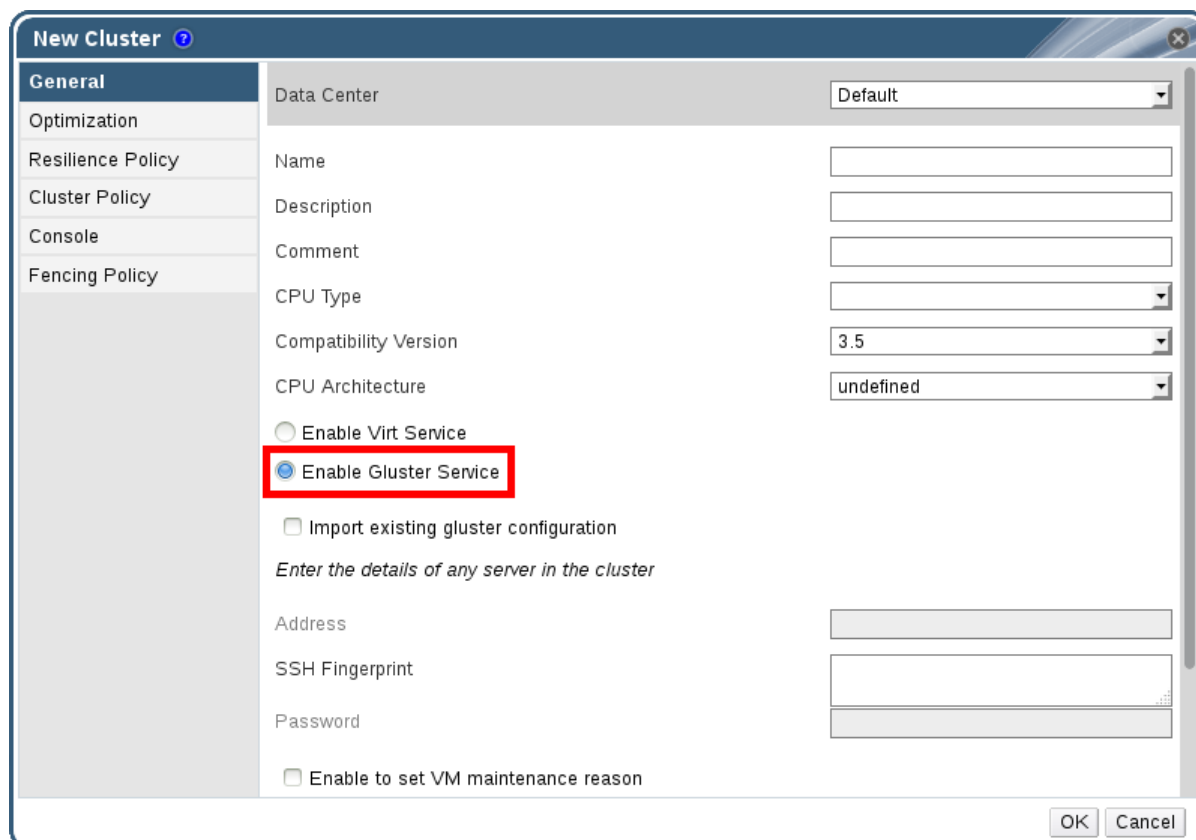 New Cluster ?
General
Optimization
Resilience Policy
Cluster Policy
Console
Fencing Policy
Data Center Default
Name
Description
Comment
CPU Type
Compatibility Version 3.5
CPU Architecture undefined
Enable Virt Service
Enable Gluster Service
Import existing gluster configuration
Enter the details of any server in the cluster
Address
SSH Fingerprint
Password
Enable to set VM maintenance reason
OK Cancel